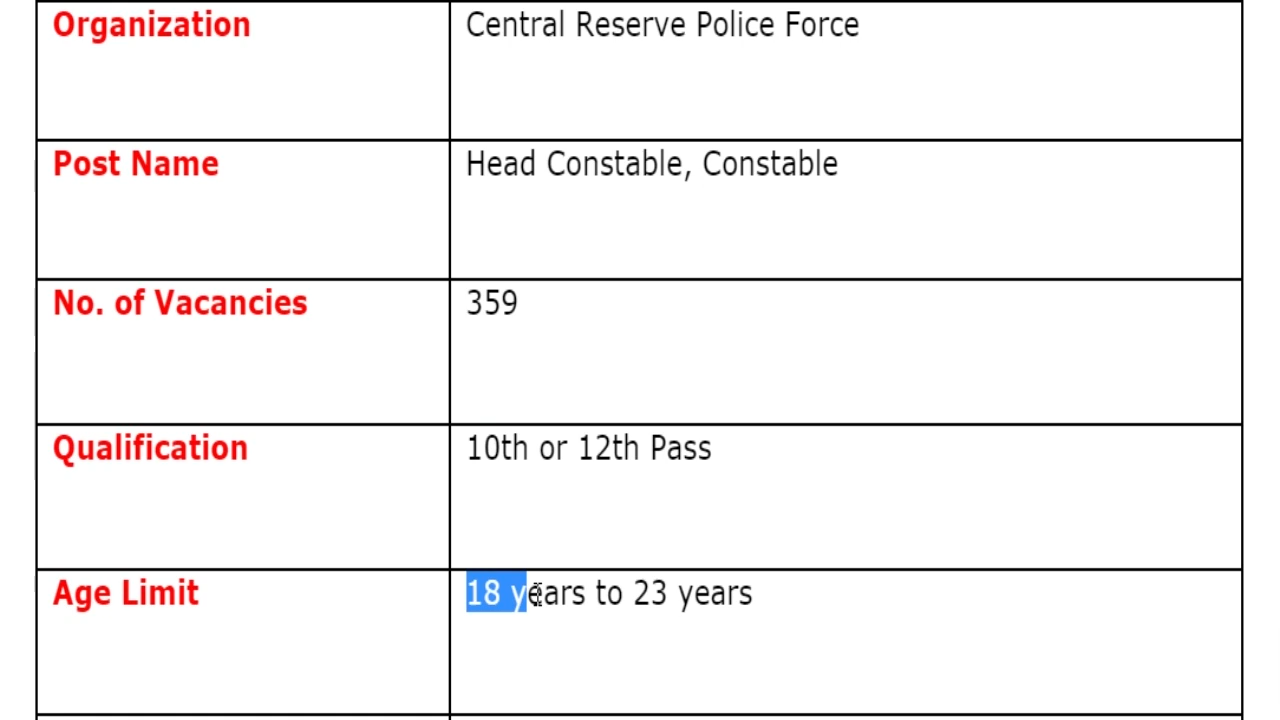 Organization Central Reserve Police Force
Post Name Head Constable, Constable
No. of Vacancies 359
Qualification 10th or 12th Pass
Age Limit 18 years to 23 years